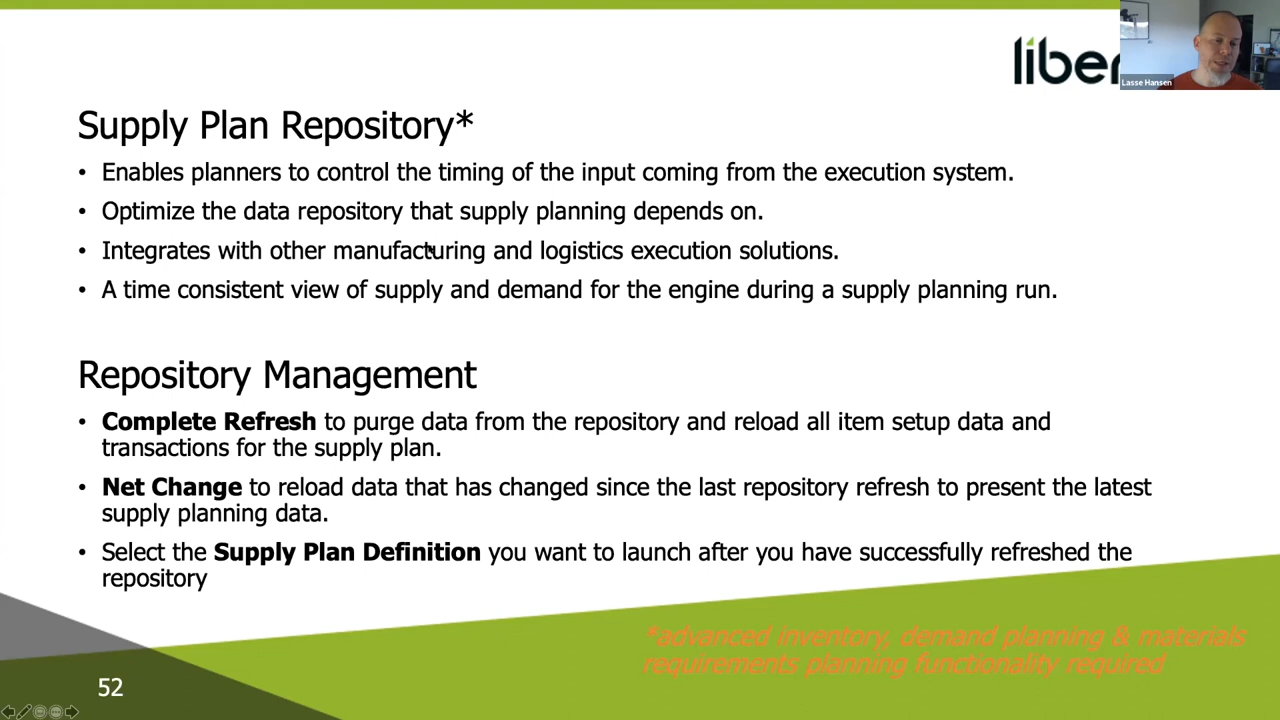 liber
Lasse Hansen
Supply Plan Repository*
• Enables planners to control the timing of the input coming from the execution system.
• Optimize the data repository that supply planning depends on.
• Integrates with other manufacturing and logistics execution solutions.
• A time consistent view of supply and demand for the engine during a supply planning run.
Repository Management
• Complete Refresh to purge data from the repository and reload all item setup data and
transactions for the supply plan.
• Net Change to reload data that has changed since the last repository refresh to present the latest
supply planning data.
• Select the Supply Plan Definition you want to launch after you have successfully refreshed the
repository
*advanced inventory, demand planning & materials
requirements planning functionality required
52